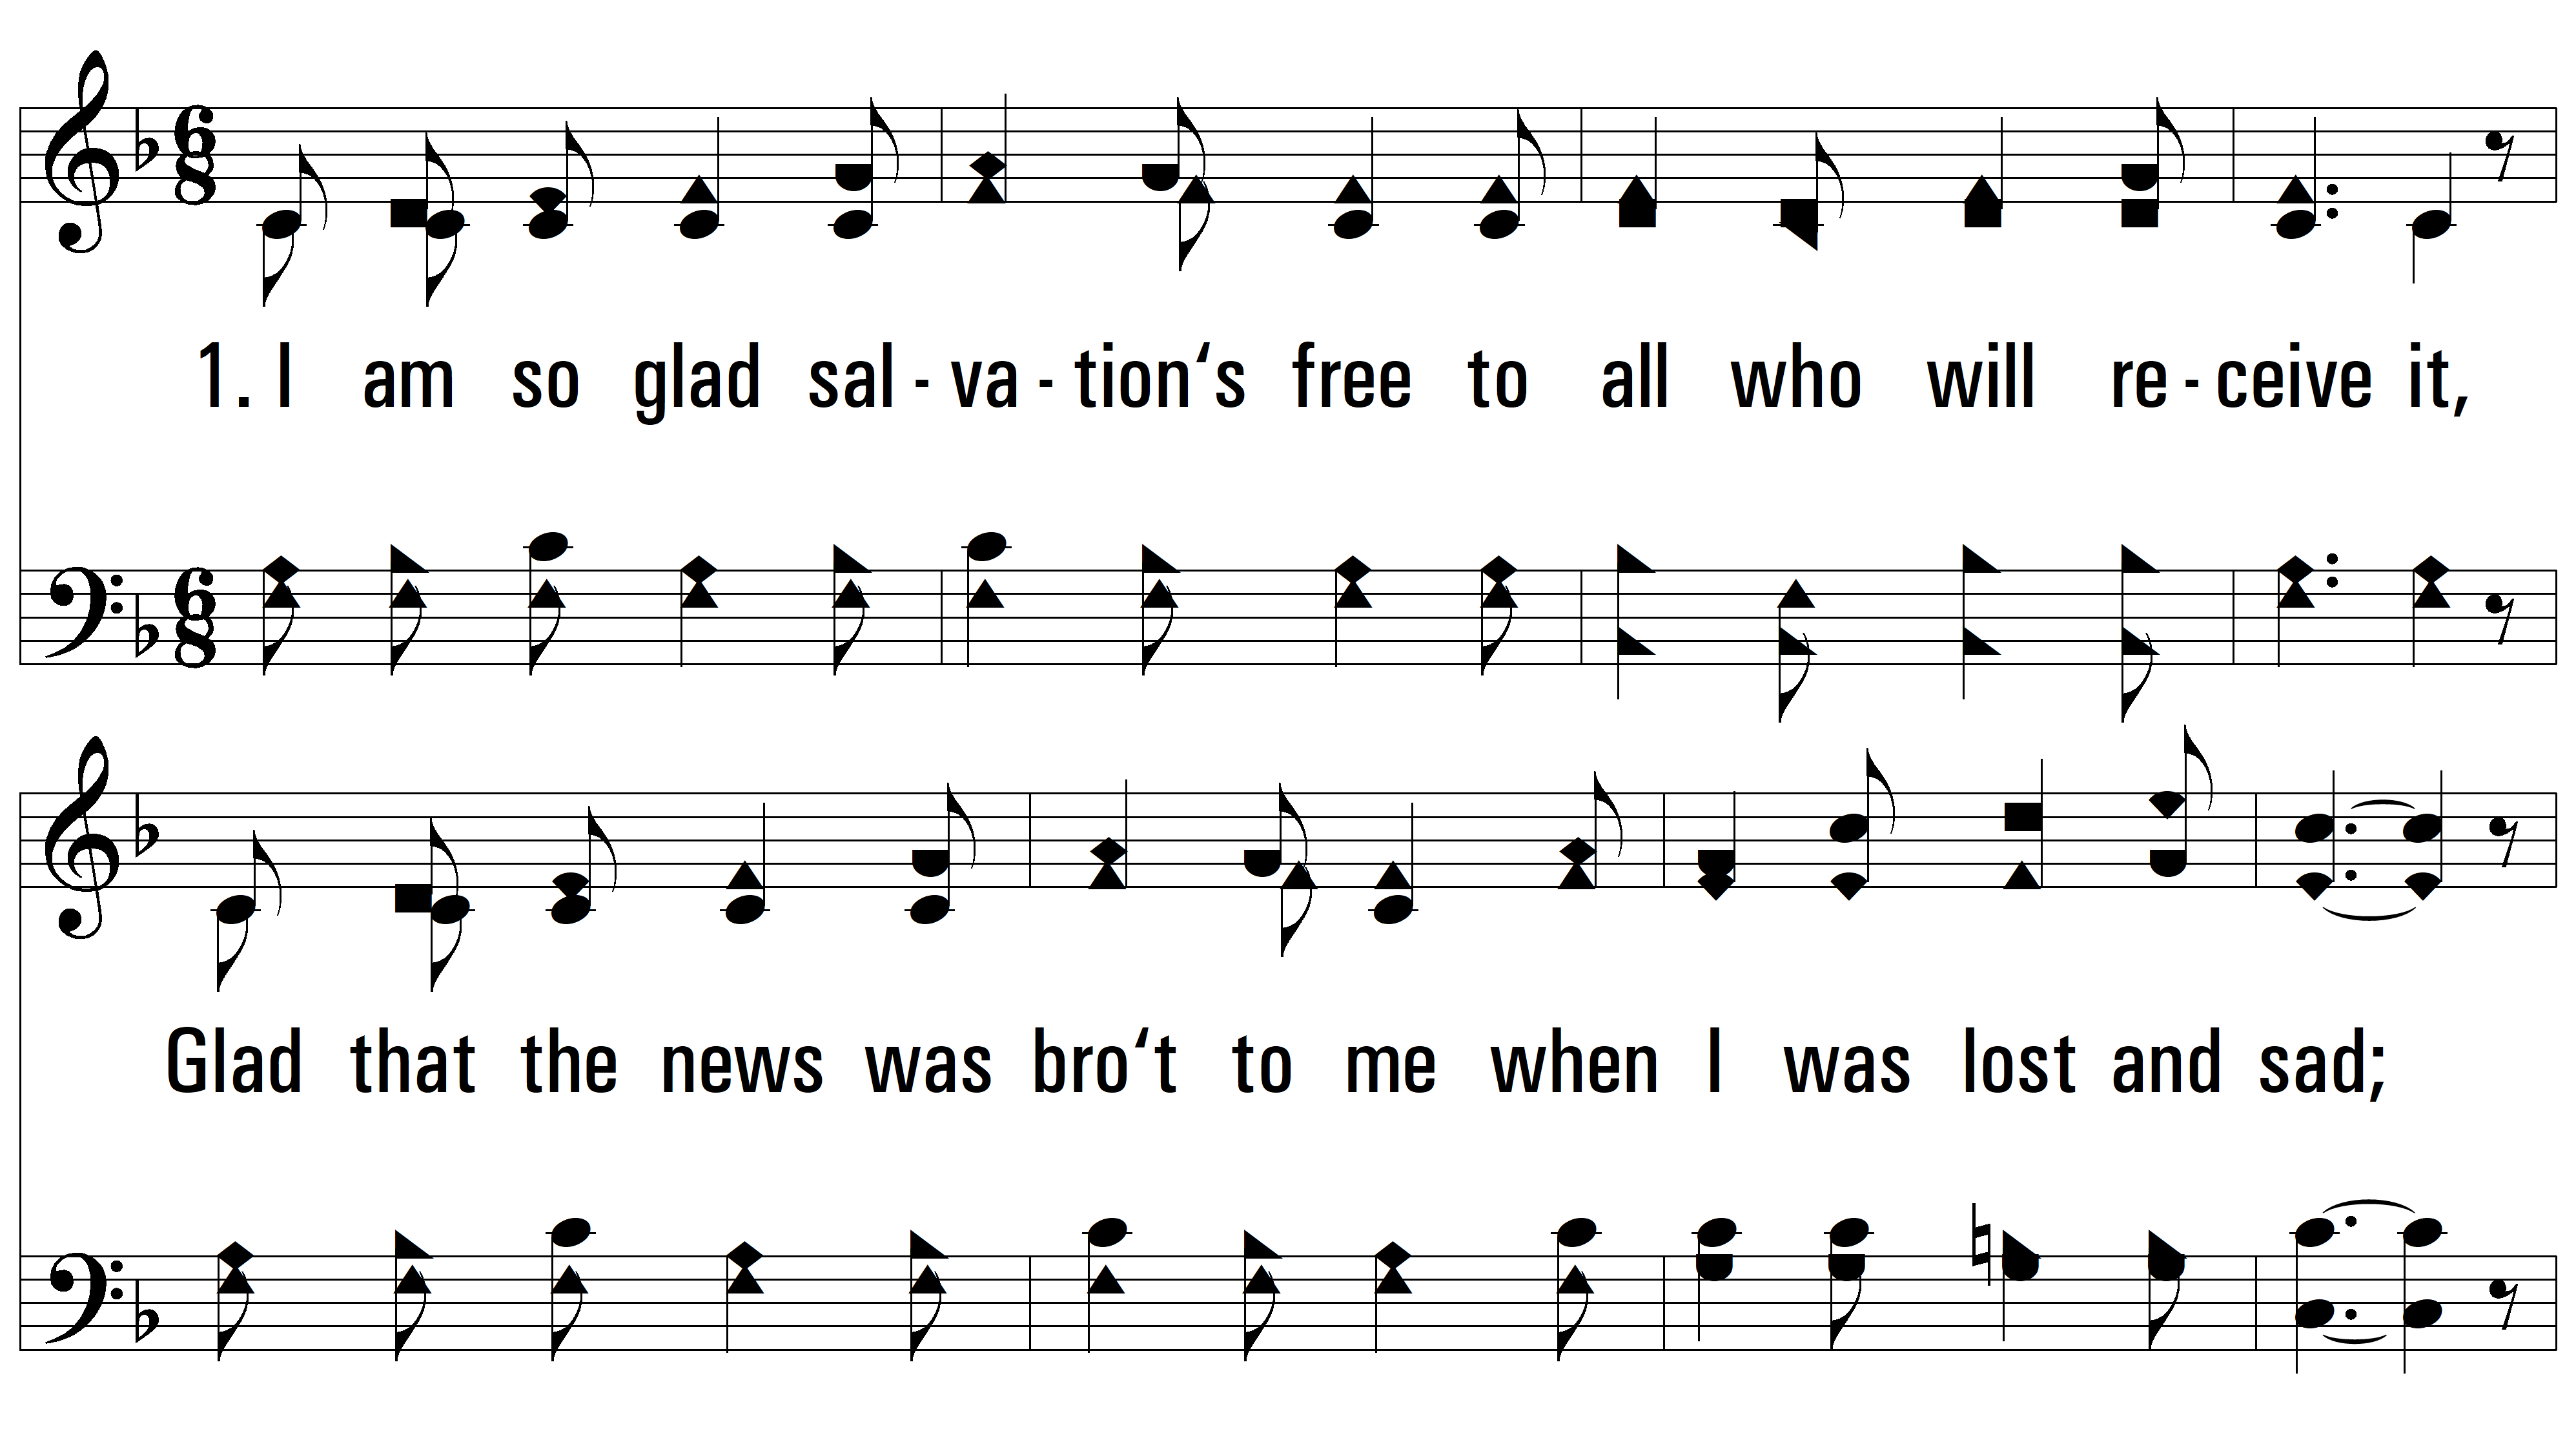 1. I am so glad sal - va - tion‘s free to all who will re - ceive it,
Glad that the news was bro‘t to me when I was lost and sad;